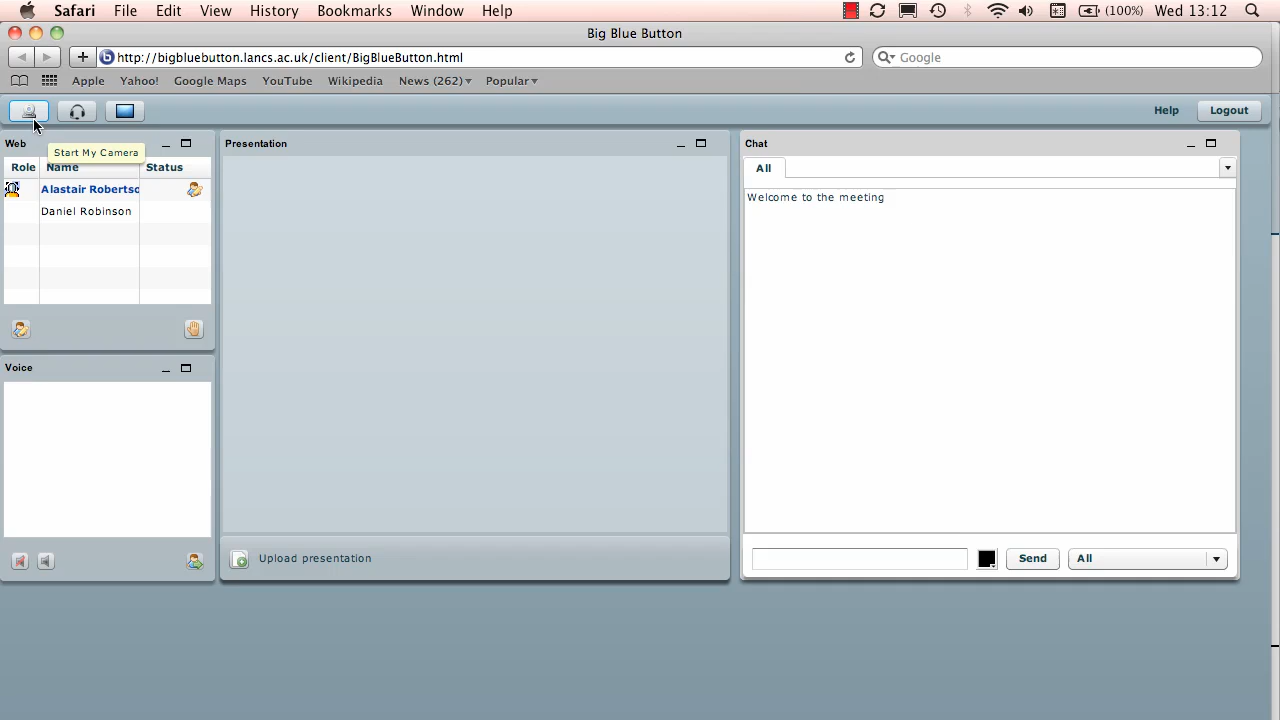 Safari File Edit View History Bookmarks Window Help (100%) Wed 13:12
Big Blue Button
http://bigbluebutton.lancs.ac.uk/client/BigBlueButton.html
Google
Apple Yahoo! Google Maps YouTube Wikipedia News (262) Popular
Help Logout
Web
Start My Camera
Role Name Status
Alastair Robertso
Daniel Robinson
Voice
Presentation
Upload presentation
Chat
All
Welcome to the meeting
Send All